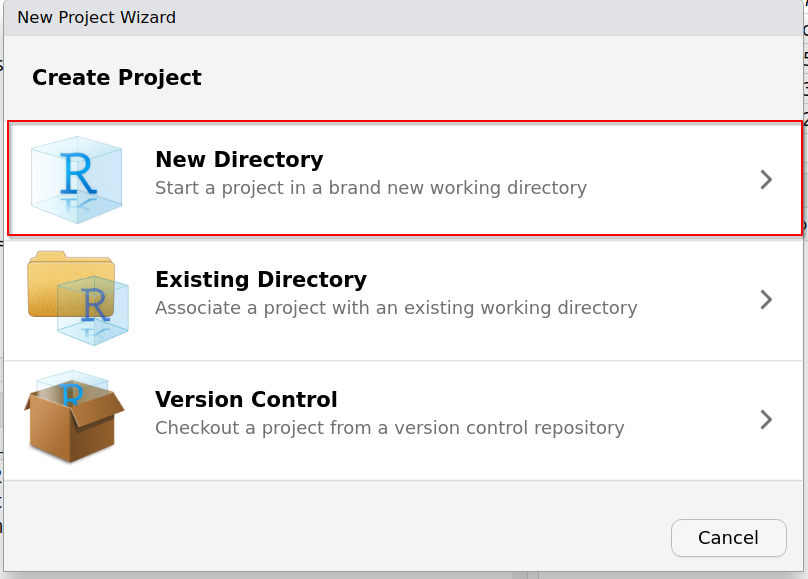 New Project Wizard
Create Project
New Directory
Start a project in a brand new working directory
Existing Directory
Associate a project with an existing working directory
Version Control
Checkout a project from a version control repository
Cancel